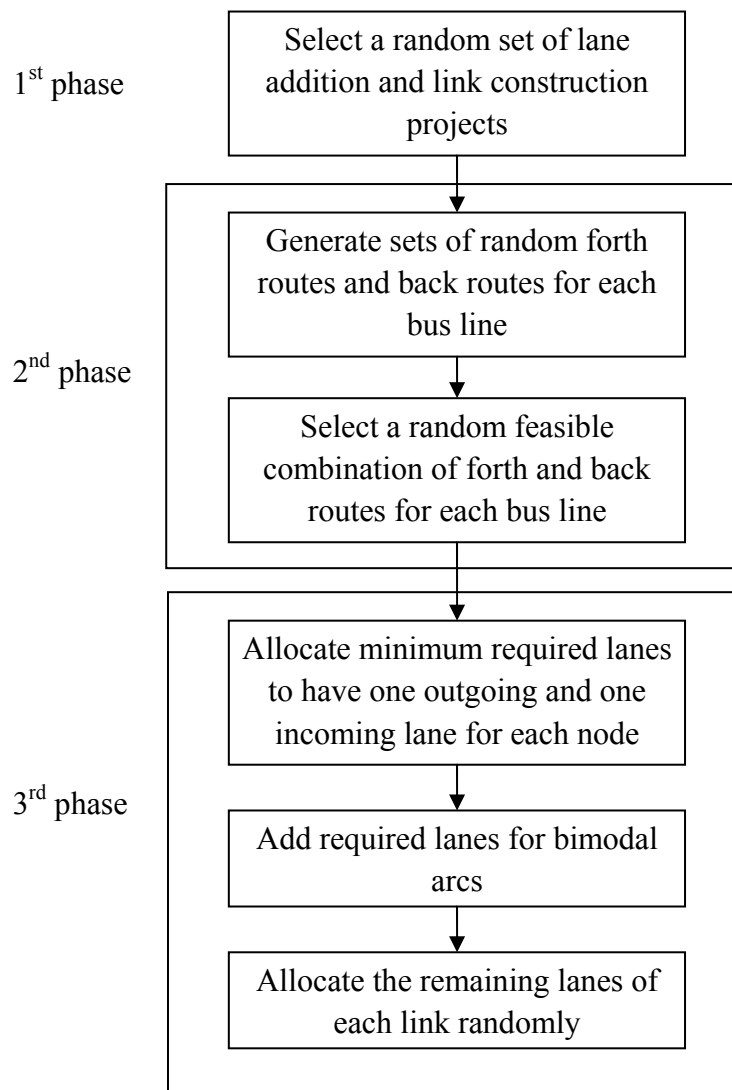 1st phase
Select a random set of lane
addition and link construction
projects
2nd phase
Generate sets of random forth
routes and back routes for each
bus line
Select a random feasible
combination of forth and back
routes for each bus line
3rd phase
Allocate minimum required lanes
to have one outgoing and one
incoming lane for each node
Add required lanes for bimodal
arcs
Allocate the remaining lanes of
each link randomly